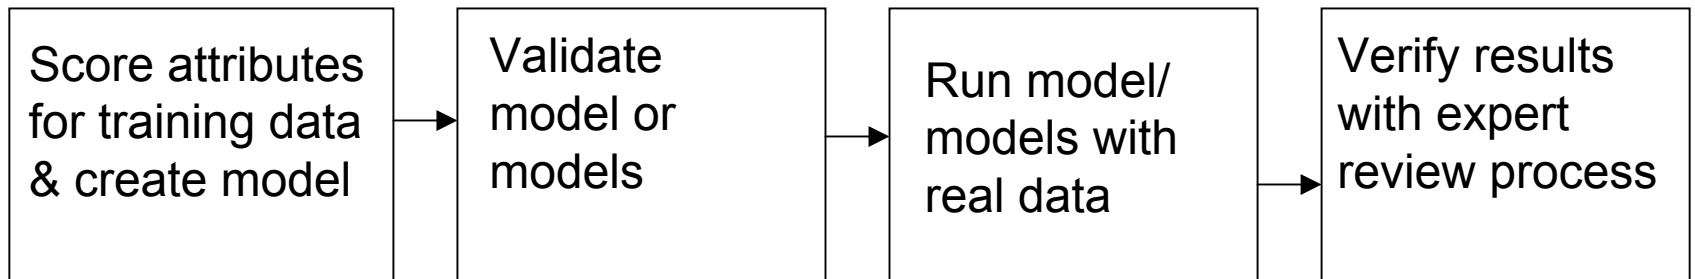 Score attributes
for training data
& create model
Validate
model or
models
Run model/
models with
real data
Verify results
with expert
review process